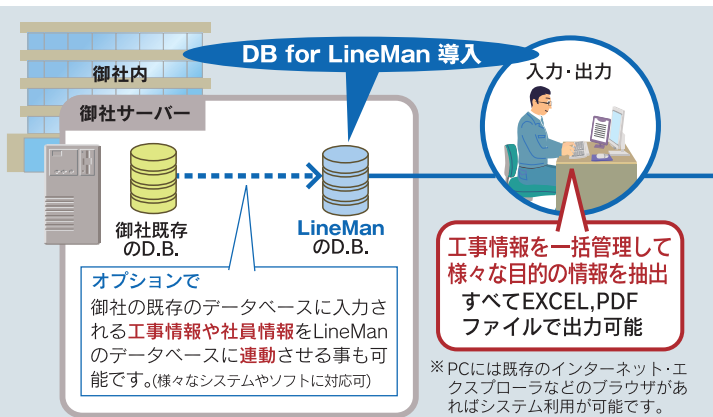 DB for LineMan 導入
御社内
御社サーバー
御社既存
のD.B.
LineMan
のD.B.
オプションで
御社の既存のデータベースに入力さ
れる工事情報や社員情報をLineMan
のデータベースに連動させる事も可
能です。(様々なシステムやソフトに対応可)
入力・出力
工事情報を一括管理して
様々な目的の情報を抽出
すべてEXCEL,PDF
ファイルで出力可能
※PCには既存のインターネット・エ
クスプローラなどのブラウザがあ
ればシステム利用が可能です。